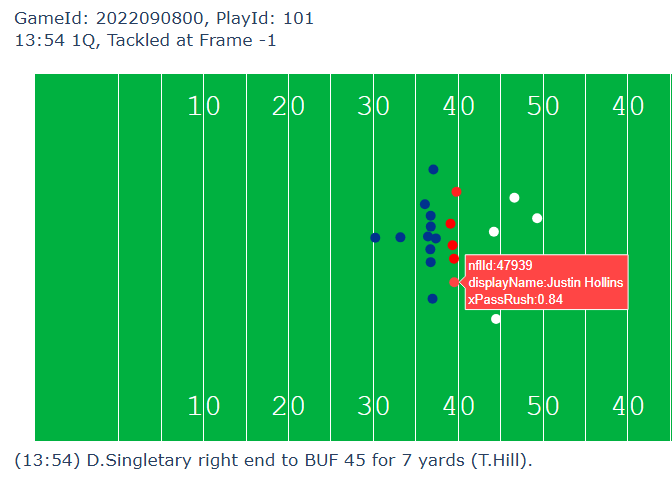 GameId: 2022090800, PlayId: 101
13:54 1Q, Tackled at Frame -1
10 20 30 40 50 40
nflId:47939
displayName:Justin Hollins
xPassRush:0.84
10 20 30 40 50 40
(13:54) D.Singletary right end to BUF 45 for 7 yards (T.Hill).